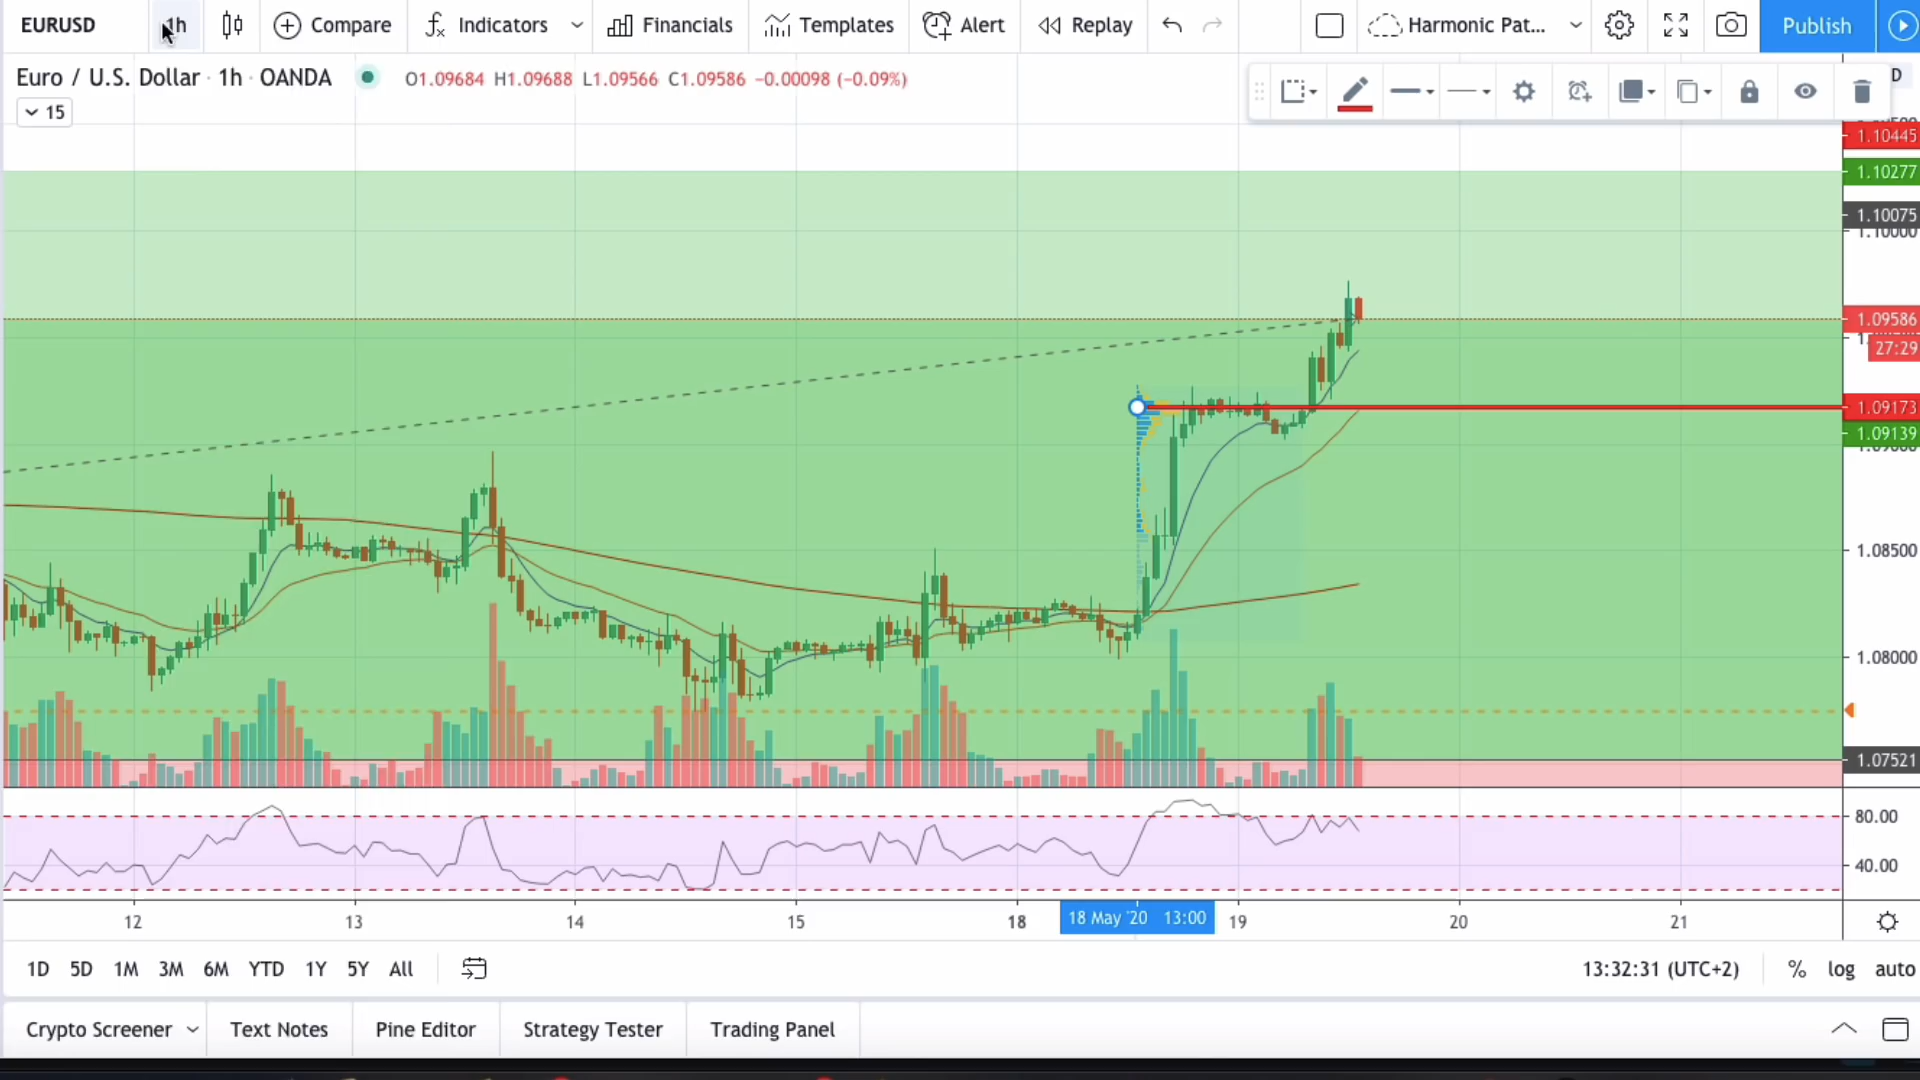 EURUSD
1h
Compare
Indicators
Financials
Templates
Alert
Replay
Harmonic Pat...
Publish
Euro / U.S. Dollar · 1h · OANDA
O1.09684 H1.09688 L1.09566 C1.09586 −0.00098 (−0.09%)
15
1.10445
1.10277
1.10075
1.10000
1.09586
27:29
1.09173
1.09139
1.08500
1.08000
1.07521
80.00
40.00
12 13 14 15 18 18 May '20 13:00 19 20 21
1D 5D 1M 3M 6M YTD 1Y 5Y All
13:32:31 (UTC+2) % log auto
Crypto Screener Text Notes Pine Editor Strategy Tester Trading Panel